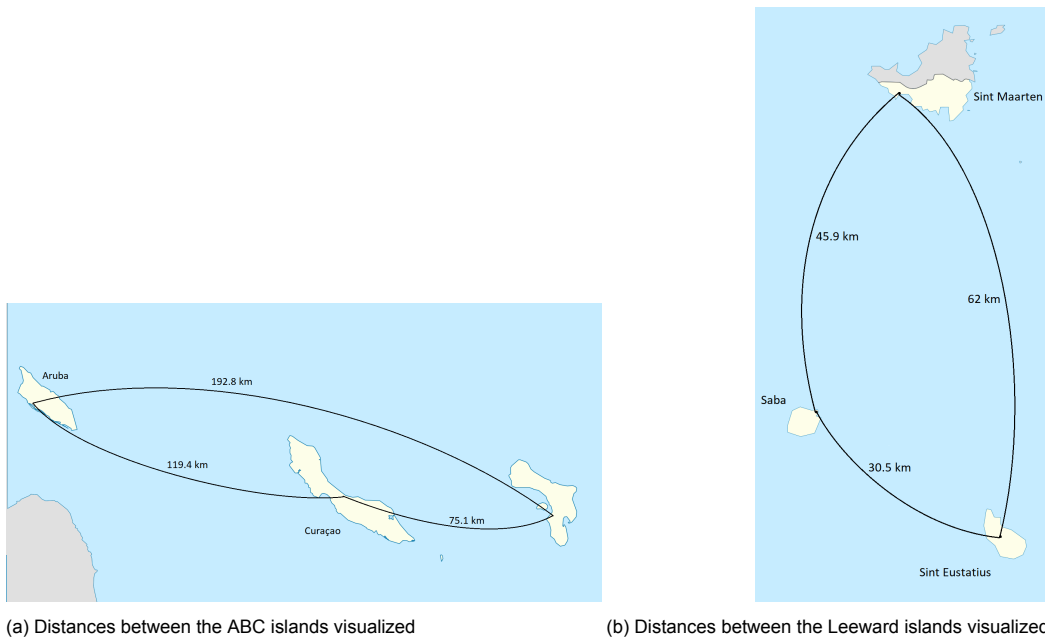 Aruba
192.8 km
119.4 km
75.1 km
Curaçao
(a) Distances between the ABC islands visualized
Sint Maarten
45.9 km
62 km
Saba
30.5 km
Sint Eustatius
(b) Distances between the Leeward islands visualized